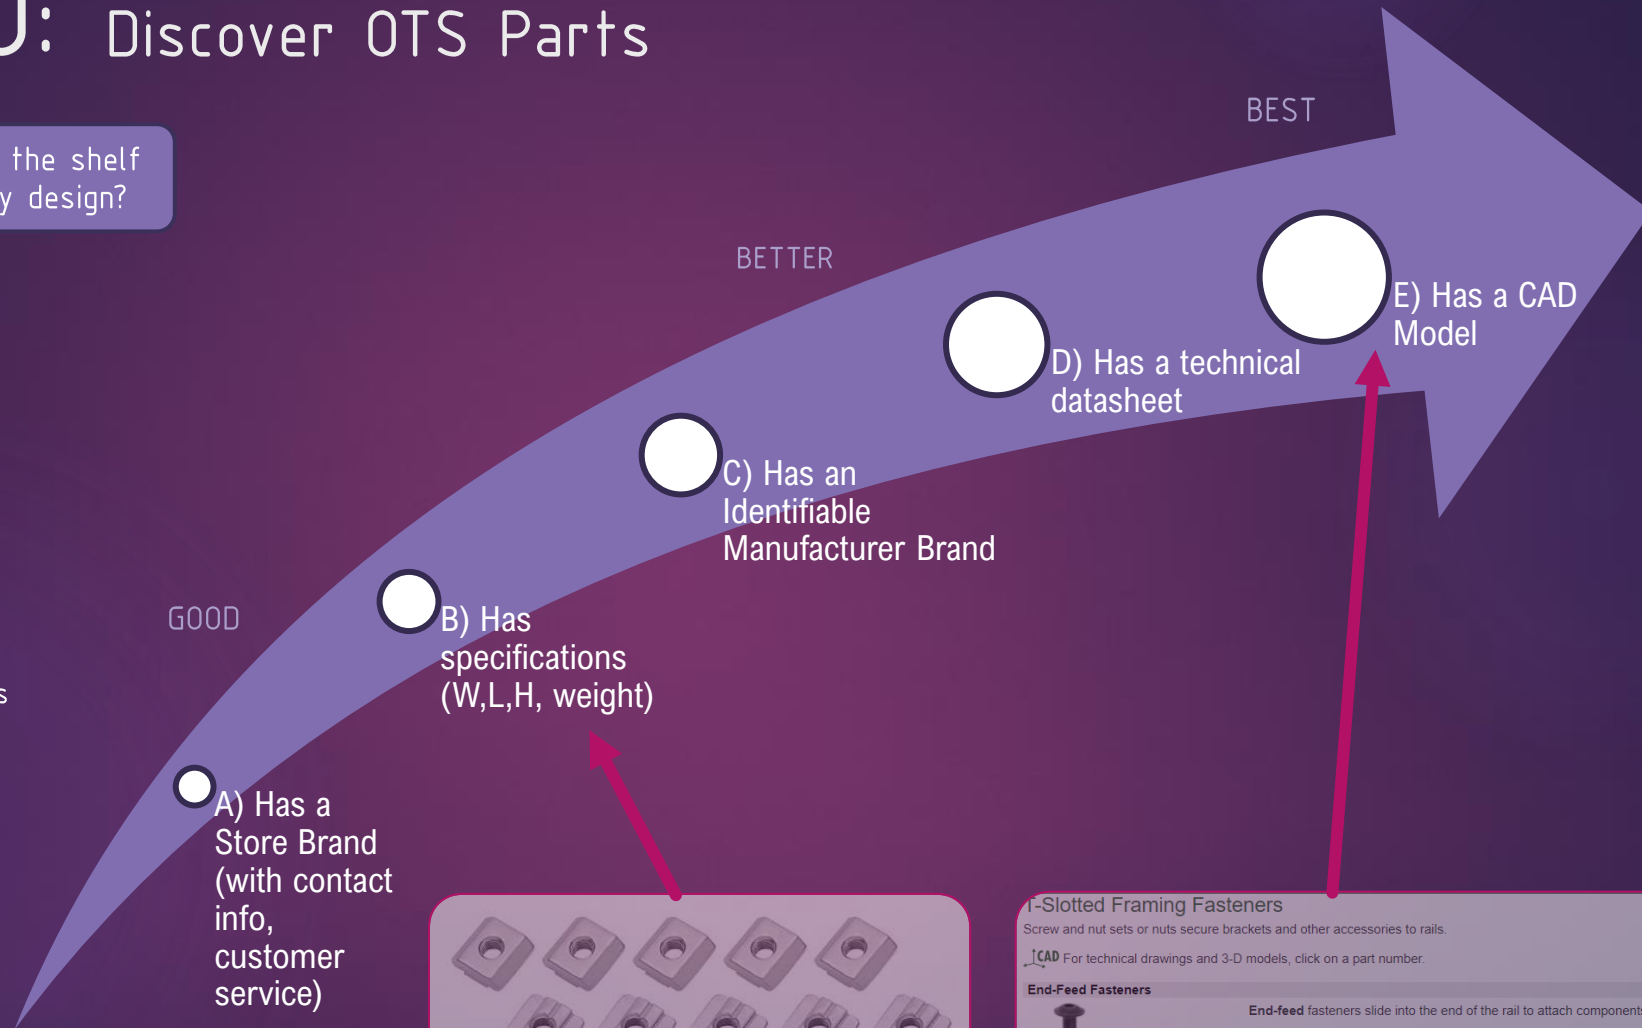 U: Discover OTS Parts
the shelf
y design?
BEST
BETTER
GOOD
E) Has a CAD
Model
D) Has a technical
datasheet
C) Has an
Identifiable
Manufacturer Brand
B) Has
specifications
(W,L,H, weight)
s
A) Has a
Store Brand
(with contact
info,
customer
service)
T-Slotted Framing Fasteners
Screw and nut sets or nuts secure brackets and other accessories to rails.
CAD For technical drawings and 3-D models, click on a part number.
End-Feed Fasteners
End-feed fasteners slide into the end of the rail to attach components